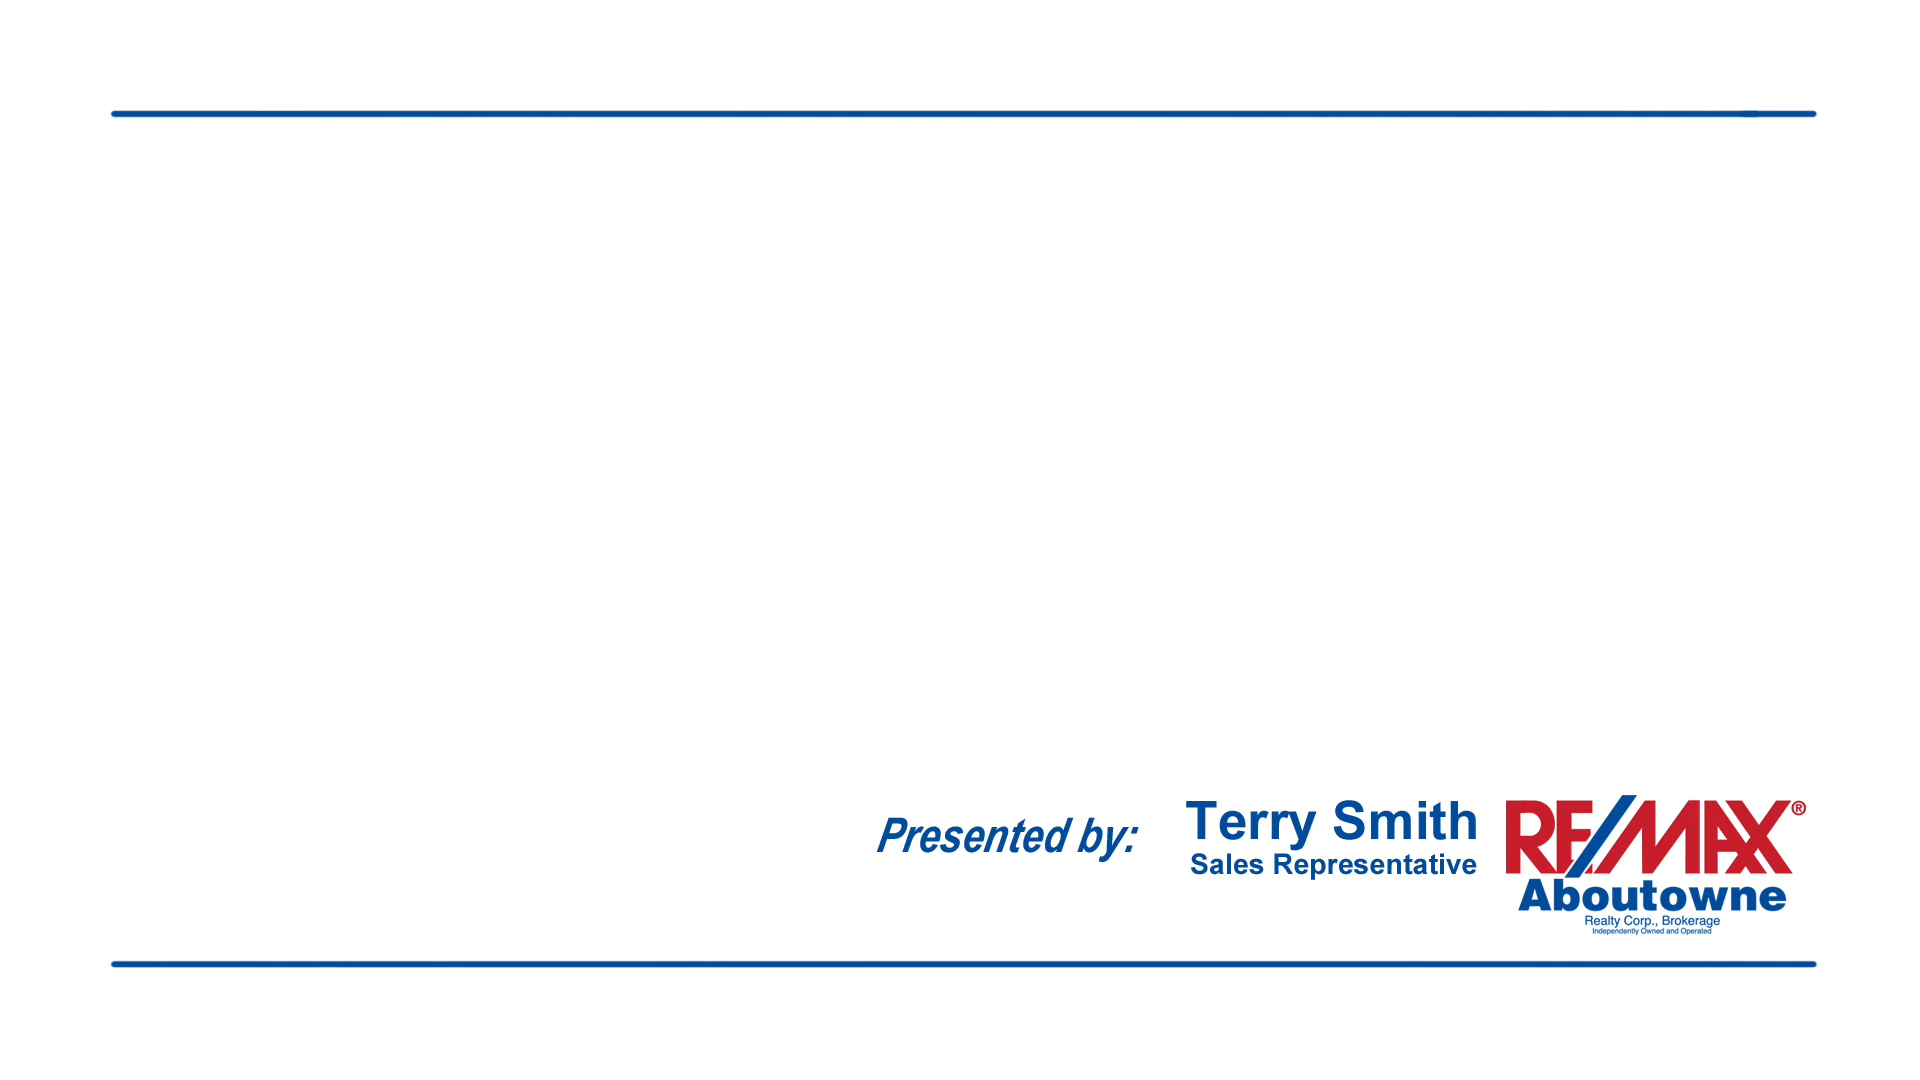 Presented by:
Terry Smith
Sales Representative
RE/MAX®
Aboutowne
Realty Corp., Brokerage
Independently Owned and Operated